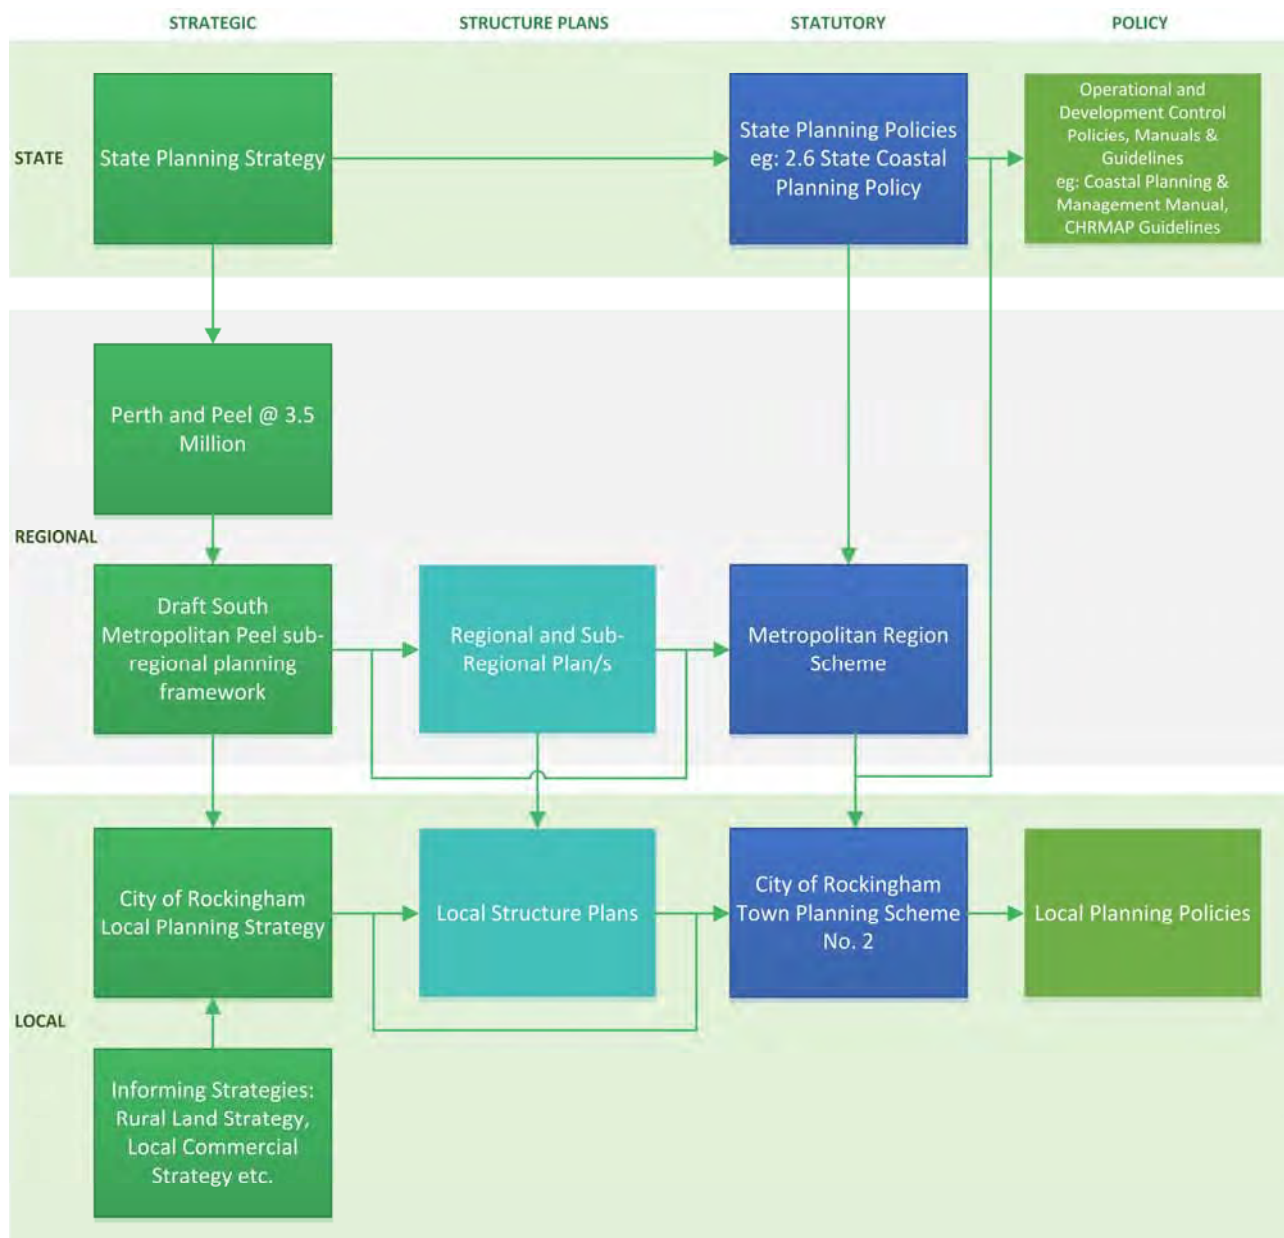 STRATEGIC
STRUCTURE PLANS
STATUTORY
POLICY
STATE
State Planning Strategy
State Planning Policies
eg: 2.6 State Coastal
Planning Policy
Operational and
Development Control
Policies, Manuals &
Guidelines
eg: Coastal Planning &
Management Manual,
CHRMAP Guidelines
Perth and Peel @ 3.5
Million
REGIONAL
Draft South
Metropolitan Peel sub-
regional planning
framework
Regional and Sub-
Regional Plan/s
Metropolitan Region
Scheme
City of Rockingham
Local Planning Strategy
Local Structure Plans
City of Rockingham
Town Planning Scheme
No. 2
Local Planning Policies
LOCAL
Informing Strategies:
Rural Land Strategy,
Local Commercial
Strategy etc.